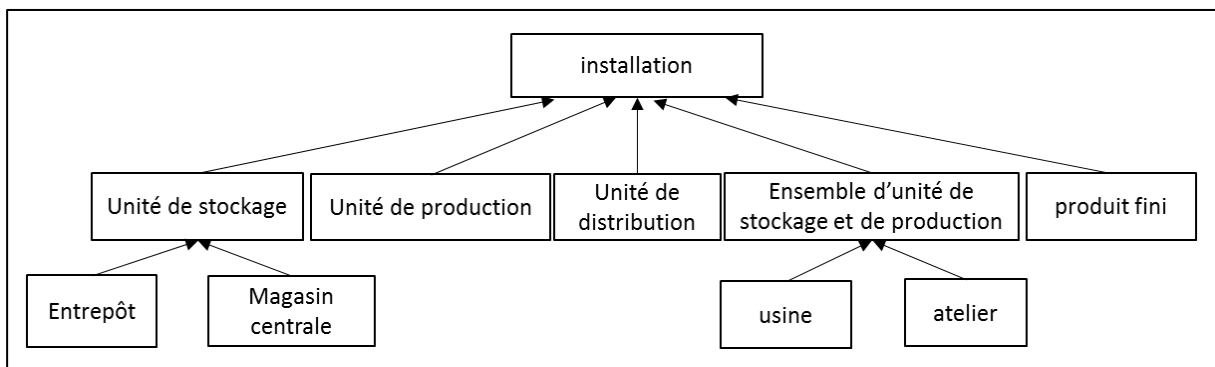 installation
Unité de stockage
Unité de production
Unité de
distribution
Ensemble d’unité de
stockage et de production
produit fini
Entrepôt
Magasin
centrale
usine
atelier